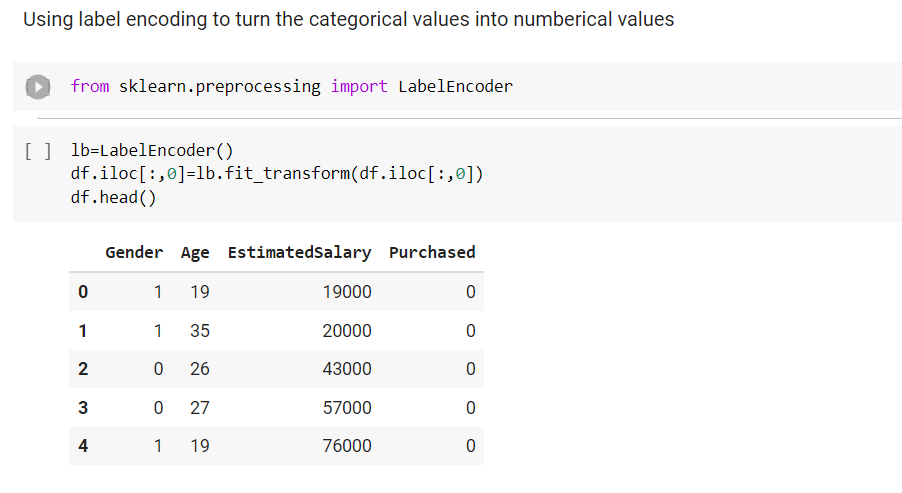 Using label encoding to turn the categorical values into numberical values
from sklearn.preprocessing import LabelEncoder
[ ] lb=LabelEncoder()
df.iloc[:,0]=lb.fit_transform(df.iloc[:,0])
df.head()
Gender Age EstimatedSalary Purchased
0 1 19 19000 0
1 1 35 20000 0
2 0 26 43000 0
3 0 27 57000 0
4 1 19 76000 0